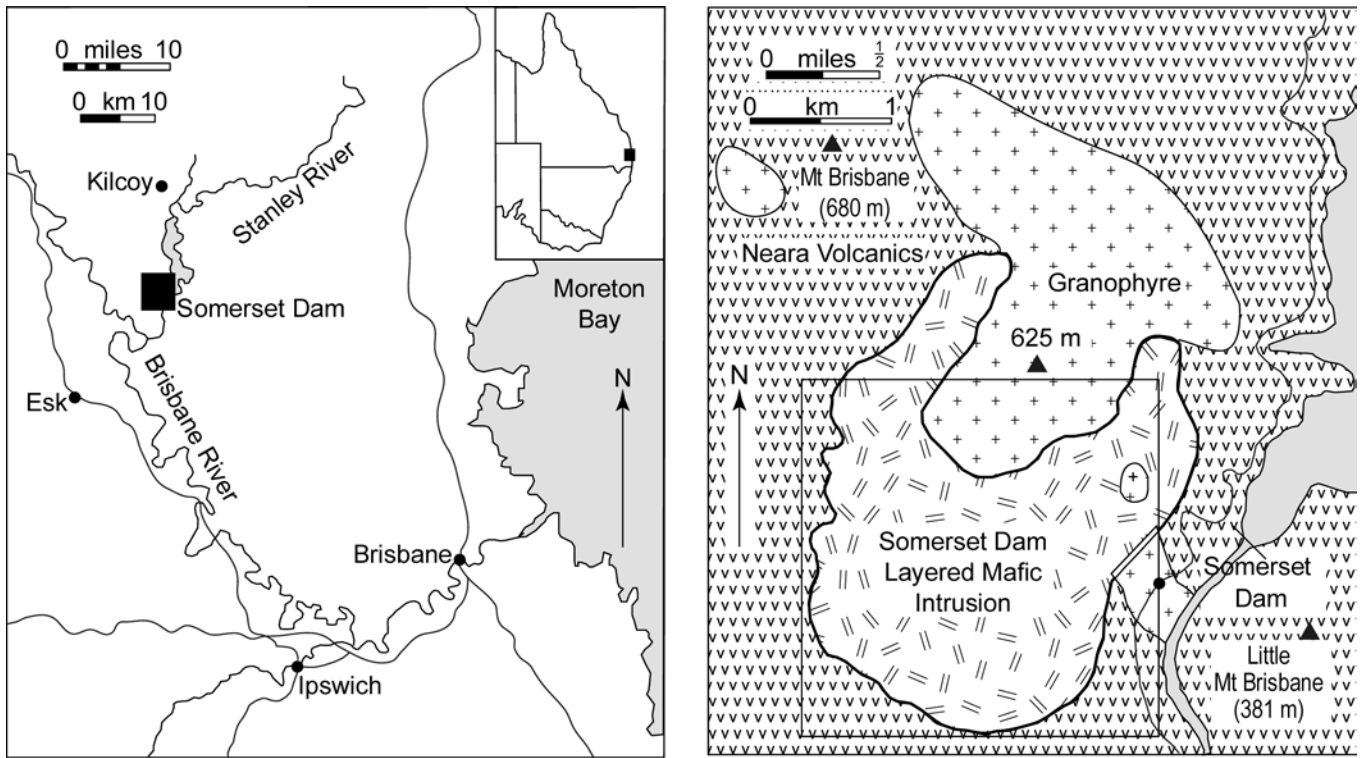 0 miles 10
0 km 10
Kilcoy
Stanley River
Somerset Dam
Moreton
Bay
Esk
Brisbane River
N
Brisbane
Ipswich
0 miles 1/2
0 km 1
Mt Brisbane
(680 m)
Neara Volcanics
Granophyre
625 m
N
Somerset Dam
Layered Mafic
Intrusion
Somerset
Dam
Little
Mt Brisbane
(381 m)